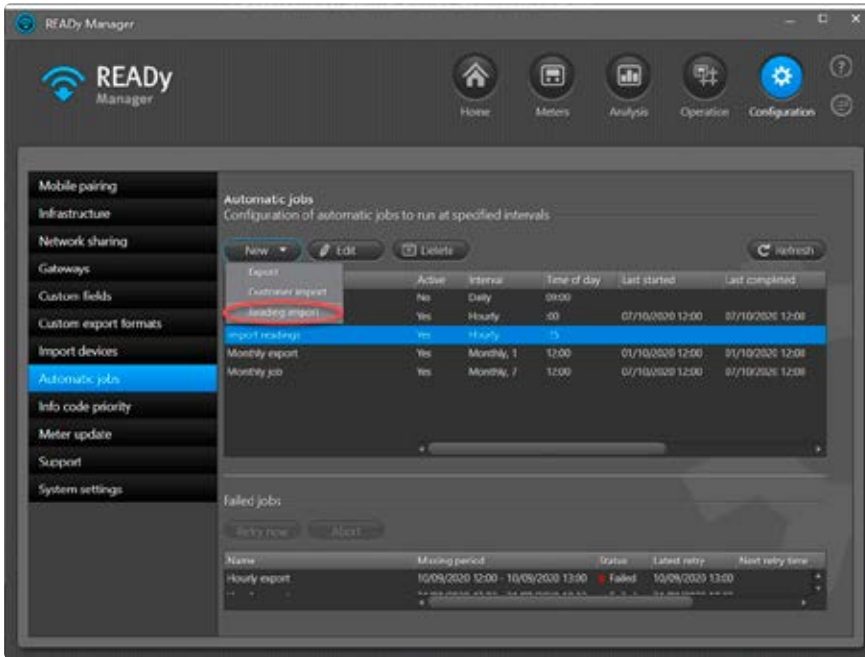 READy Manager
READy
Manager
Home
Meters
Analysis
Operation
Configuration
Mobile pairing
Infrastructure
Network sharing
Gateways
Custom fields
Custom export formats
Import devices
Automatic jobs
Info code priority
Meter update
Support
System settings
Automatic jobs
Configuration of automatic jobs to run at specified intervals
New Edit Delete Refresh
Export
Customer import
Reading import
Active Interval Time of day Last started Last completed
No Daily 09:00
Yes Hourly :00 07/10/2020 12:00 07/10/2020 12:00
Import readings Yes Hourly :15
Monthly export Yes Monthly, 1 12:00 01/10/2020 12:00 01/10/2020 12:00
Monthly job Yes Monthly, 7 12:00 07/10/2020 12:00 07/10/2020 12:00
Failed jobs
Retry now Abort
Name Missing period Status Latest retry Next retry time
Hourly export 10/09/2020 12:00 - 10/09/2020 13:00 Failed 10/09/2020 13:00